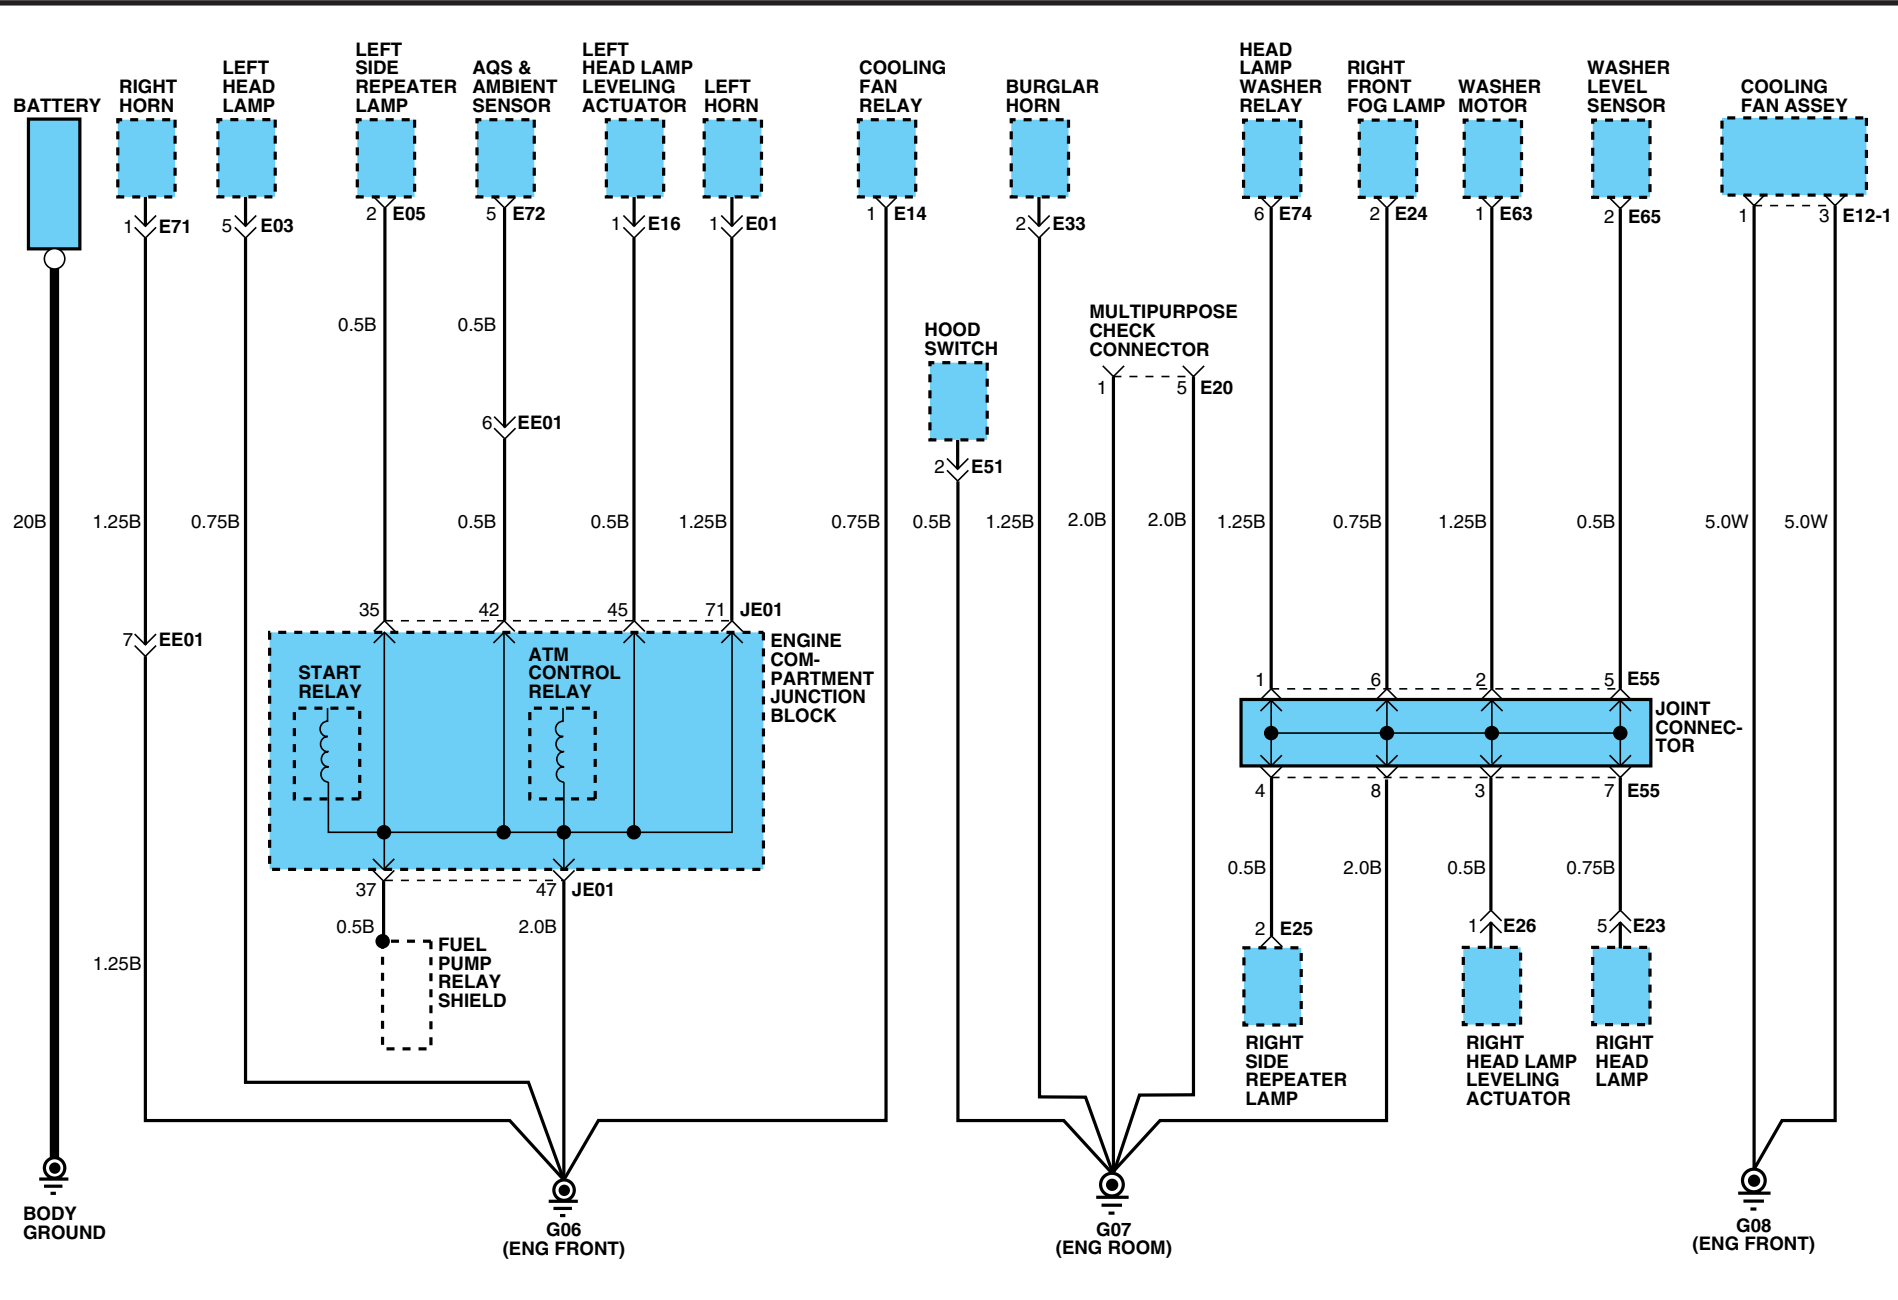 BATTERY
RIGHT
HORN
LEFT
HEAD
LAMP
LEFT
SIDE
REPEATER
LAMP
AQS &
AMBIENT
SENSOR
LEFT
HEAD LAMP
LEVELING
ACTUATOR
LEFT
HORN
COOLING
FAN
RELAY
BURGLAR
HORN
HEAD
LAMP
WASHER
RELAY
RIGHT
FRONT
FOG LAMP
WASHER
MOTOR
WASHER
LEVEL
SENSOR
COOLING
FAN ASSEY
1 E71
5 E03
2 E05
5 E72
1 E16
1 E01
1 E14
2 E33
6 E74
2 E24
1 E63
2 E65
1 3 E12-1
0.5B
0.5B
HOOD
SWITCH
MULTIPURPOSE
CHECK
CONNECTOR
1 5 E20
6 EE01
2 E51
20B
1.25B
0.75B
0.5B
0.5B
1.25B
0.75B
0.5B
1.25B
2.0B
2.0B
1.25B
0.75B
1.25B
0.5B
5.0W
5.0W
35 42 45 71 JE01
7 EE01
ENGINE
COM-
PARTMENT
JUNCTION
BLOCK
START
RELAY
ATM
CONTROL
RELAY
1 6 2 5 E55
JOINT
CONNEC-
TOR
4 8 3 7 E55
37 47 JE01
0.5B
2.0B
FUEL
PUMP
RELAY
SHIELD
1.25B
0.5B
2.0B
0.5B
0.75B
2 E25
1 E26
5 E23
RIGHT
SIDE
REPEATER
LAMP
RIGHT
HEAD LAMP
LEVELING
ACTUATOR
RIGHT
HEAD
LAMP
BODY
GROUND
G06
(ENG FRONT)
G07
(ENG ROOM)
G08
(ENG FRONT)